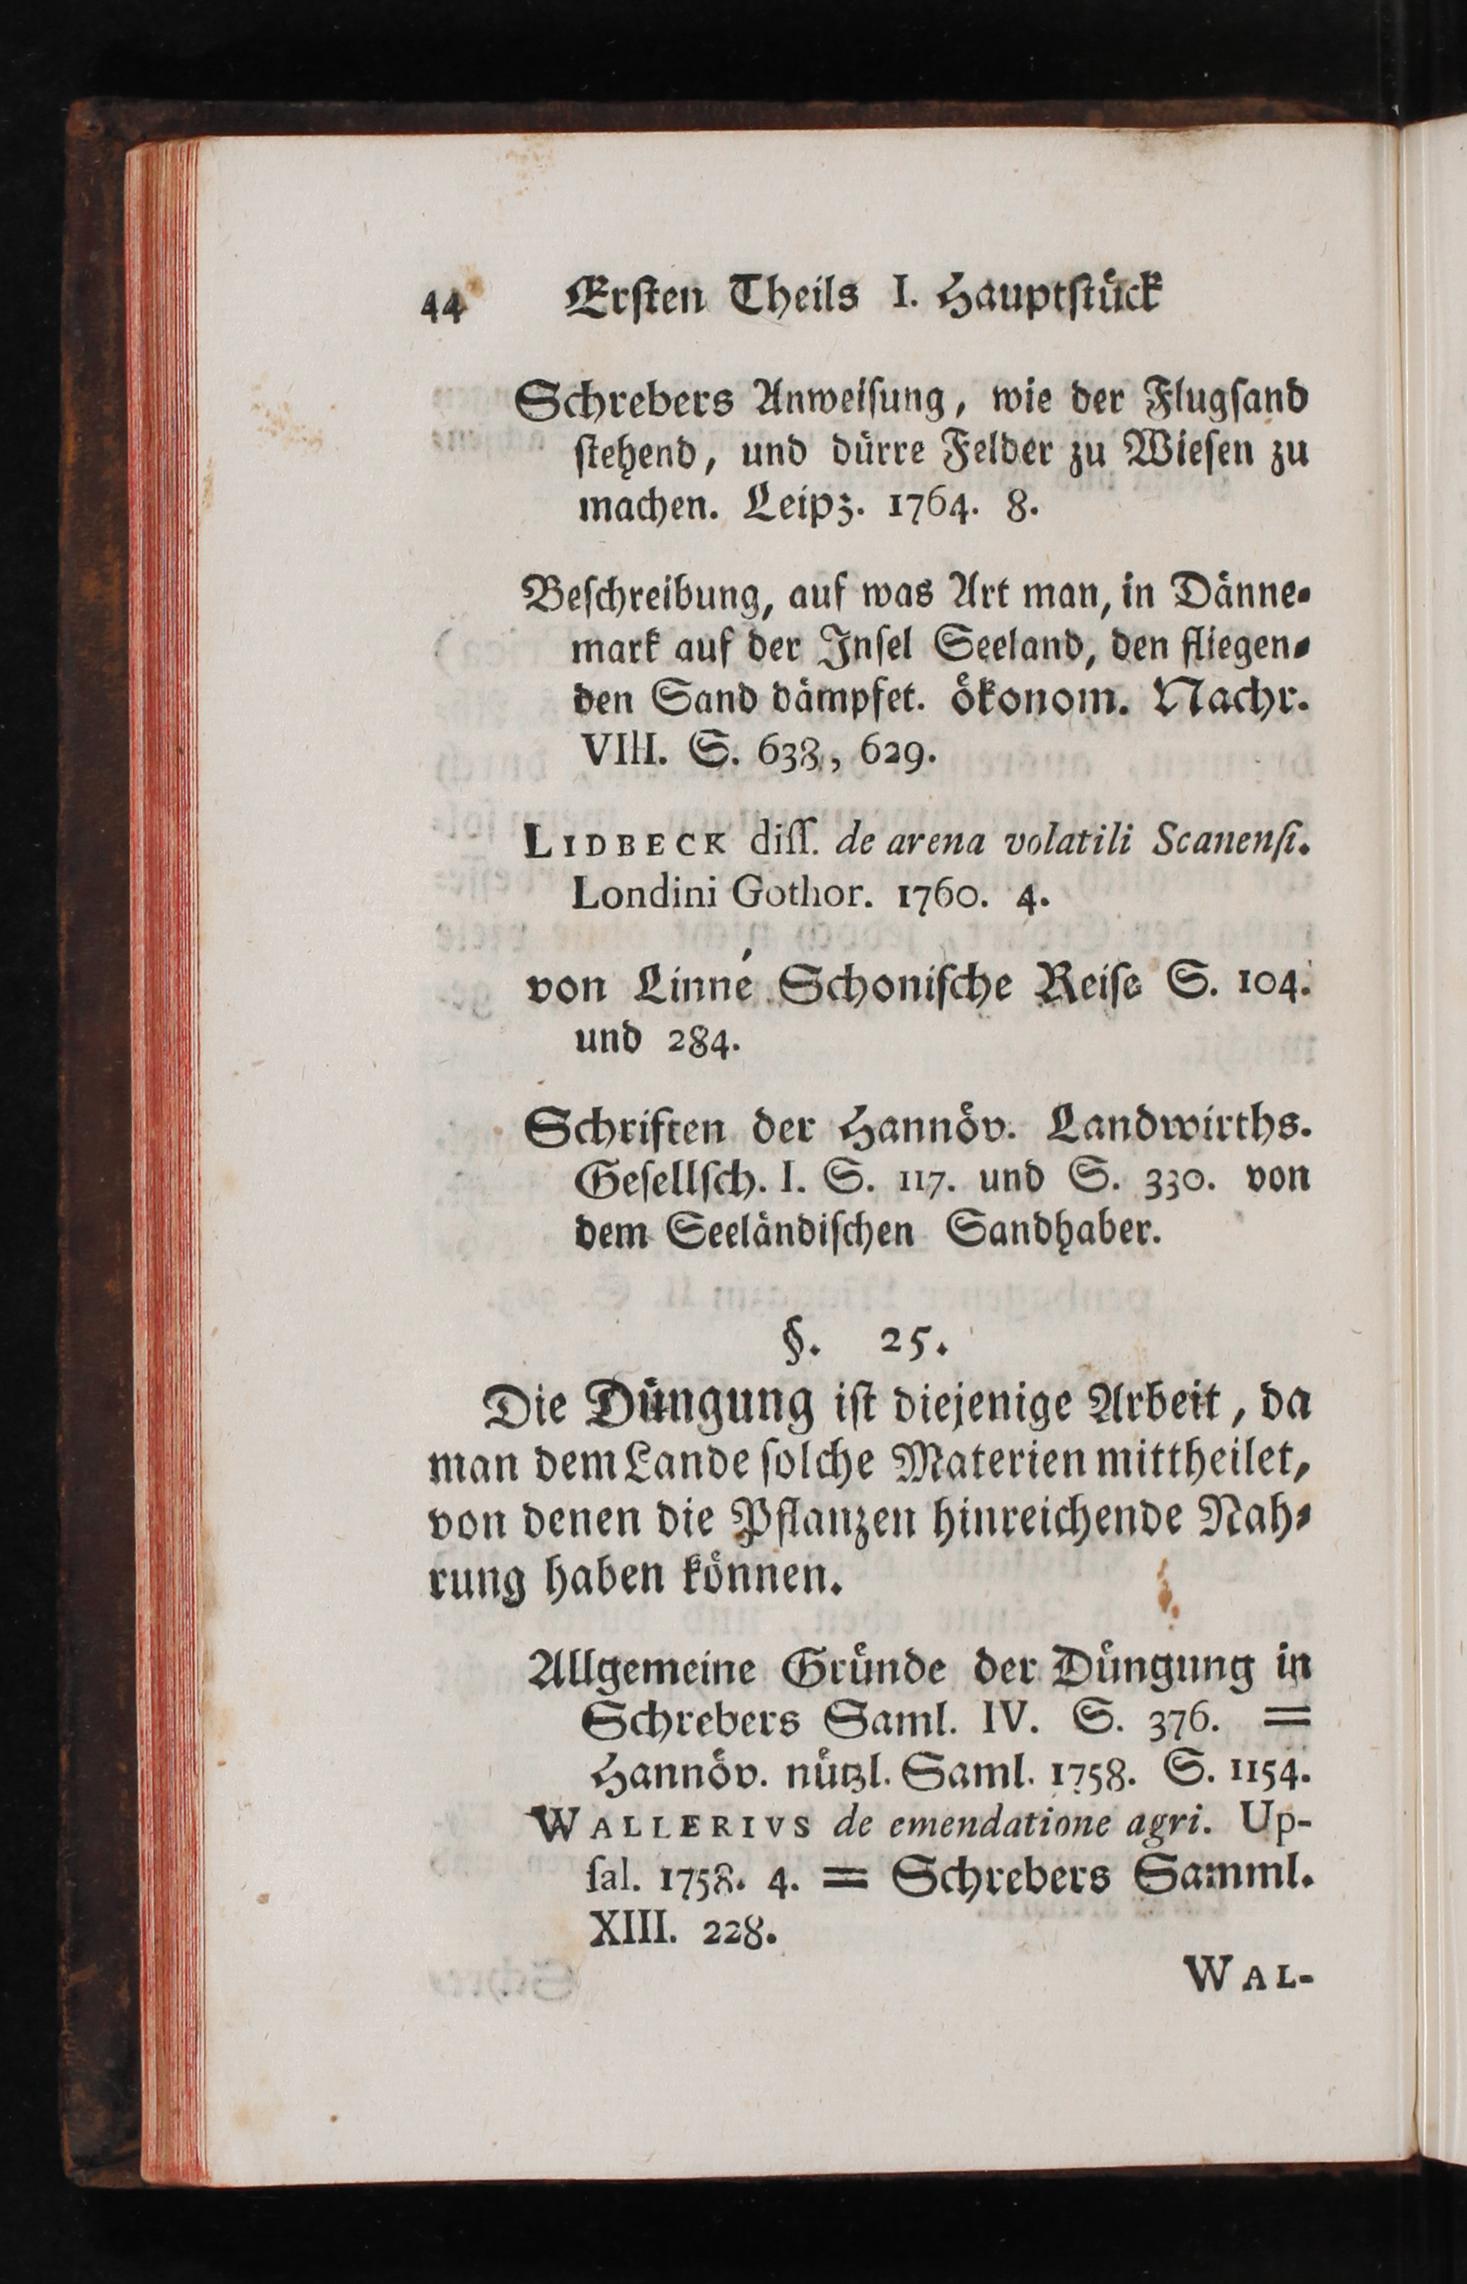 44 Erſten Theils I. Hauptſtück
Schrebers Anweiſung, wie der Flugſand
ſtehend, und dürre Felder zu Wieſen zu
machen. Leipz. 1764. 8.
Beſchreibung, auf was Art man, in Dänne-
mark auf der Inſel Seeland, den fliegen-
den Sand dämpfet. ökonom. Nachr.
VIII. S. 638, 629.
LIDBECK diſſ. de arena volatili Scanenſi.
Londini Gothor. 1760. 4.
von Linné Schoniſche Reiſe S. 104.
und 284.
Schriften der Hannöv. Landwirths.
Geſellſch. I. S. 117. und S. 330. von
dem Seeländiſchen Sandhaber.
§. 25.
Die Düngung iſt diejenige Arbeit, da
man dem Lande ſolche Materien mittheilet,
von denen die Pflanzen hinreichende Nah-
rung haben können.
Allgemeine Gründe der Düngung in
Schrebers Saml. IV. S. 376. =
Hannöv. nützl. Saml. 1758. S. 1154.
WALLERIVS de emendatione agri. Up-
ſal. 1758. 4. = Schrebers Samml.
XIII. 228.
WAL-